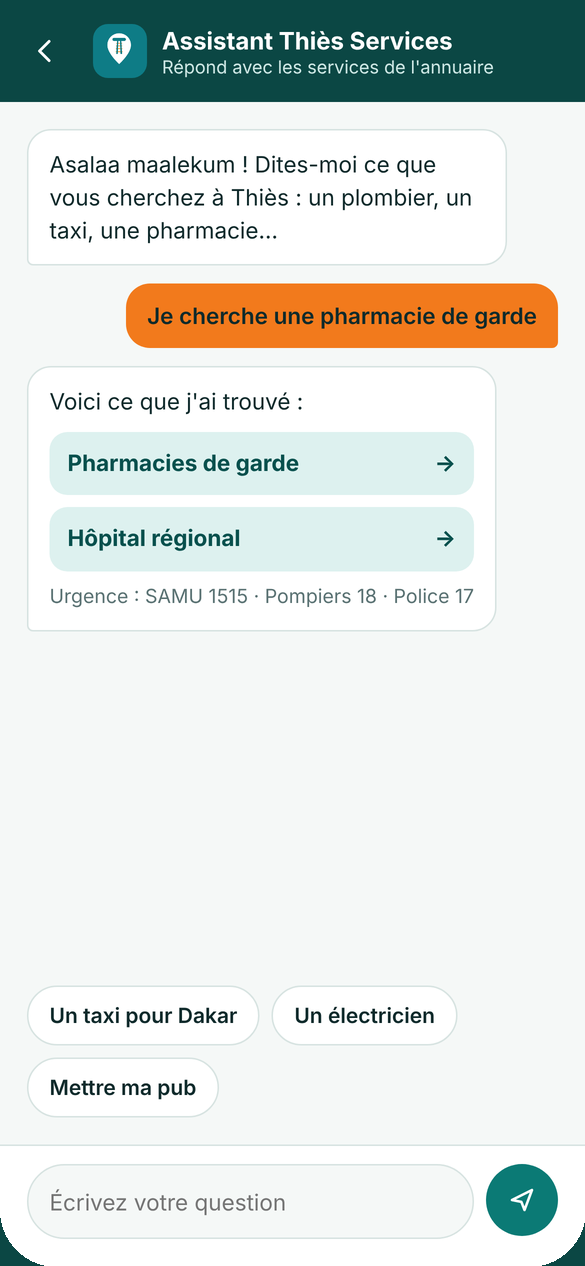 Assistant Thiès Services
Répond avec les services de l'annuaire
Asalaa maalekum ! Dites-moi ce que
vous cherchez à Thiès : un plombier, un
taxi, une pharmacie...
Je cherche une pharmacie de garde
Voici ce que j'ai trouvé :
Pharmacies de garde →
Hôpital régional →
Urgence : SAMU 1515 · Pompiers 18 · Police 17
Un taxi pour Dakar
Un électricien
Mettre ma pub
Écrivez votre question